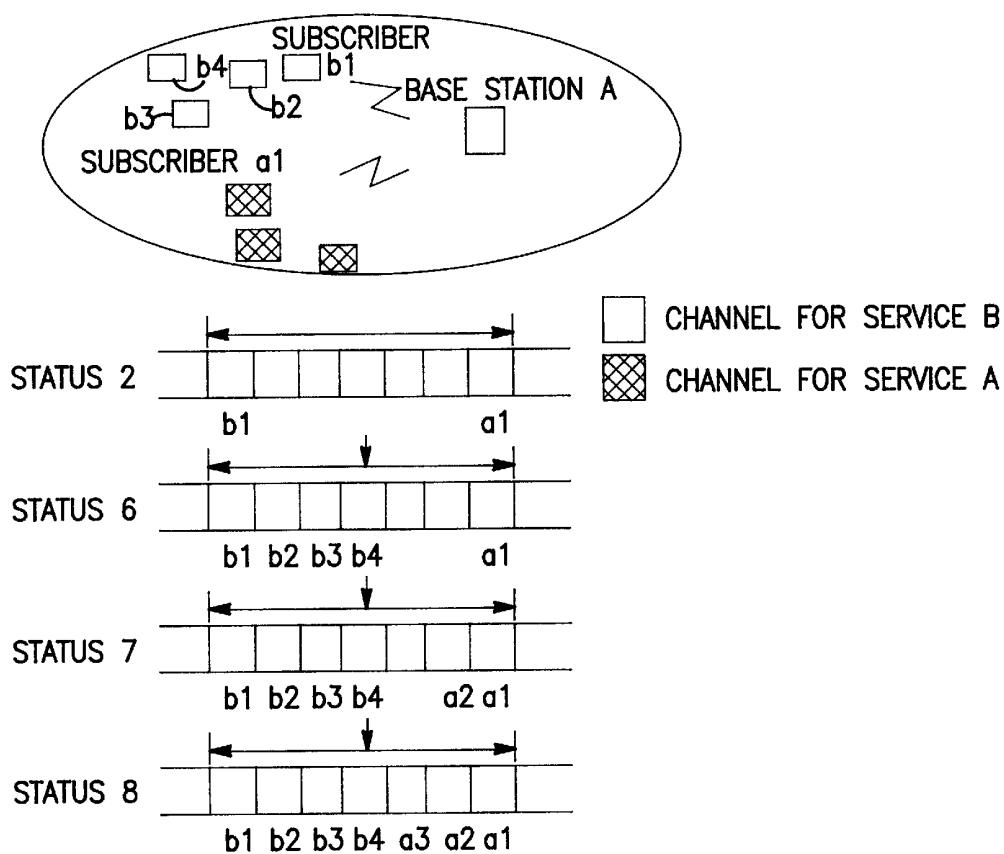 SUBSCRIBER
b4
b1
BASE STATION A
b2
b3
SUBSCRIBER a1
CHANNEL FOR SERVICE B
CHANNEL FOR SERVICE A
STATUS 2
b1 a1
STATUS 6
b1 b2 b3 b4 a1
STATUS 7
b1 b2 b3 b4 a2 a1
STATUS 8
b1 b2 b3 b4 a3 a2 a1